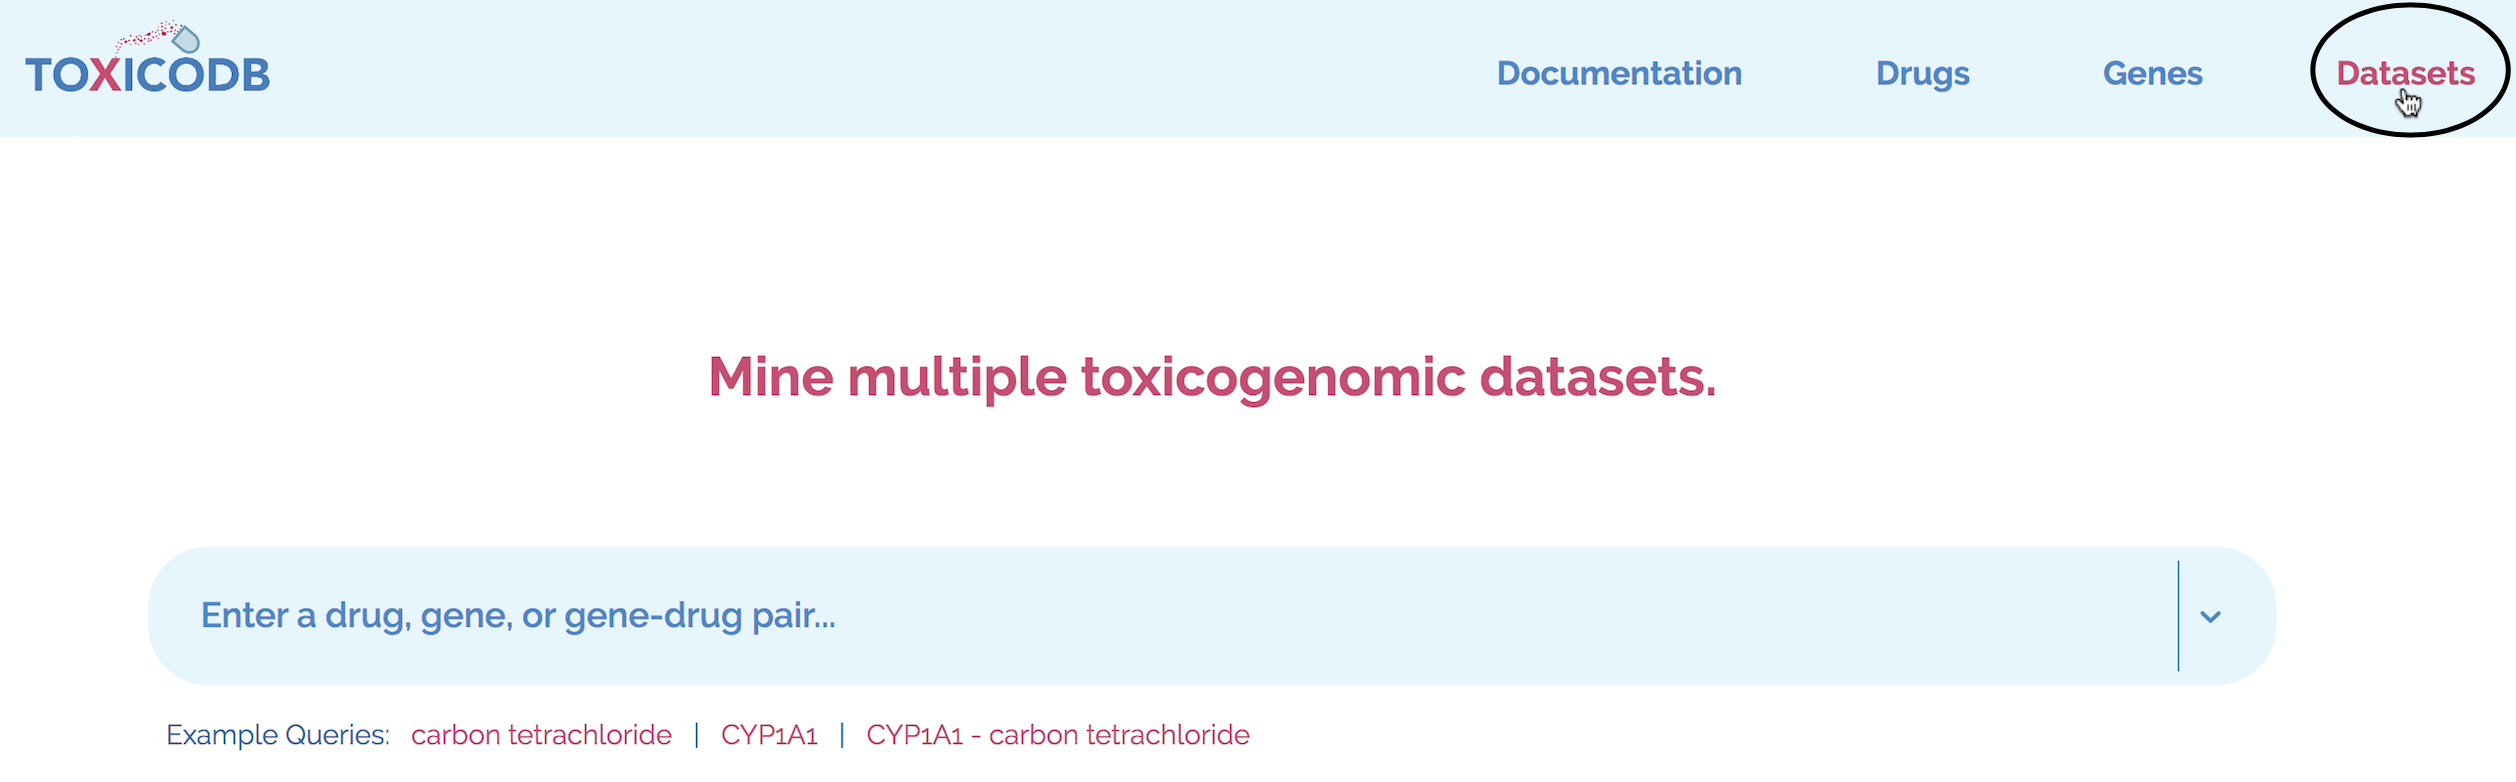 TOXICODB
Documentation Drugs Genes Datasets
Mine multiple toxicogenomic datasets.
Enter a drug, gene, or gene-drug pair...
Example Queries: carbon tetrachloride | CYP1A1 | CYP1A1 - carbon tetrachloride